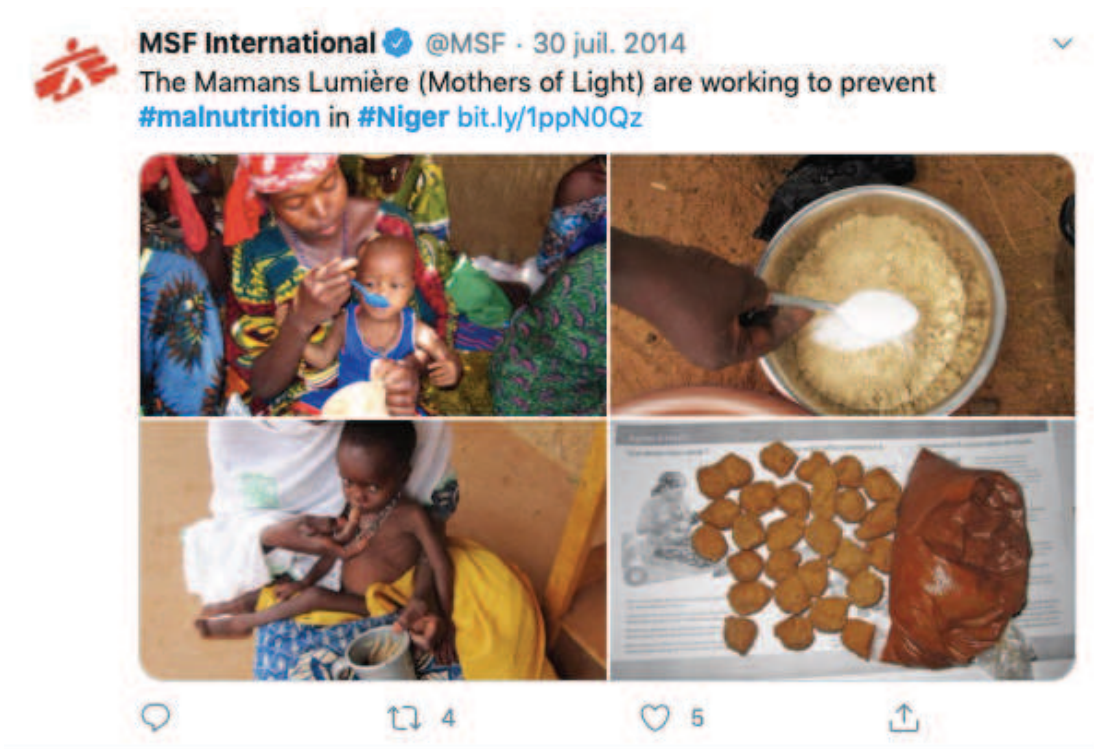 MSF International @MSF · 30 juil. 2014
The Mamans Lumière (Mothers of Light) are working to prevent
#malnutrition in #Niger bit.ly/1ppN0Qz
4 5